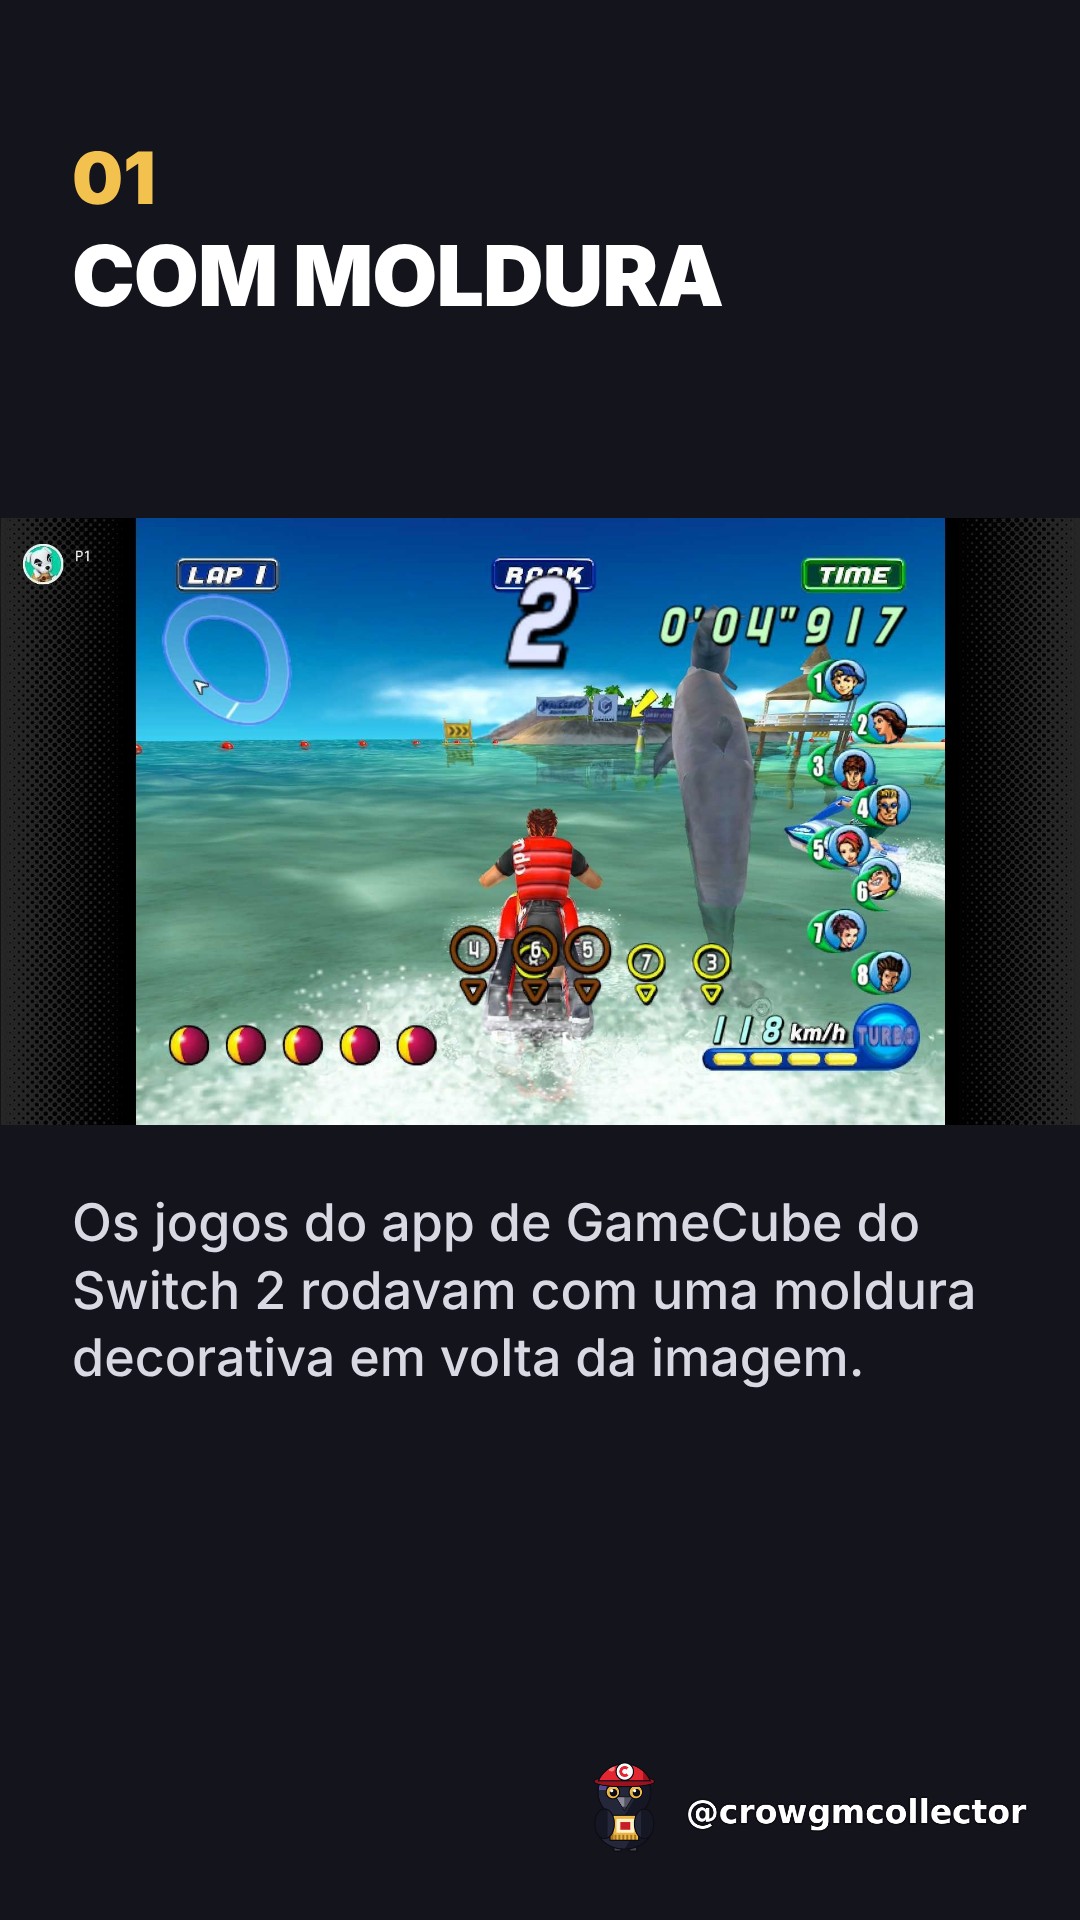 01
COM MOLDURA
P1
LAP 1
RANK
TIME
2
0'04"917
1
2
3
4
5
6
7
8
ndo
4
6
5
7
3
118 km/h
TURBO
Os jogos do app de GameCube do
Switch 2 rodavam com uma moldura
decorativa em volta da imagem.
C
@crowgmcollector